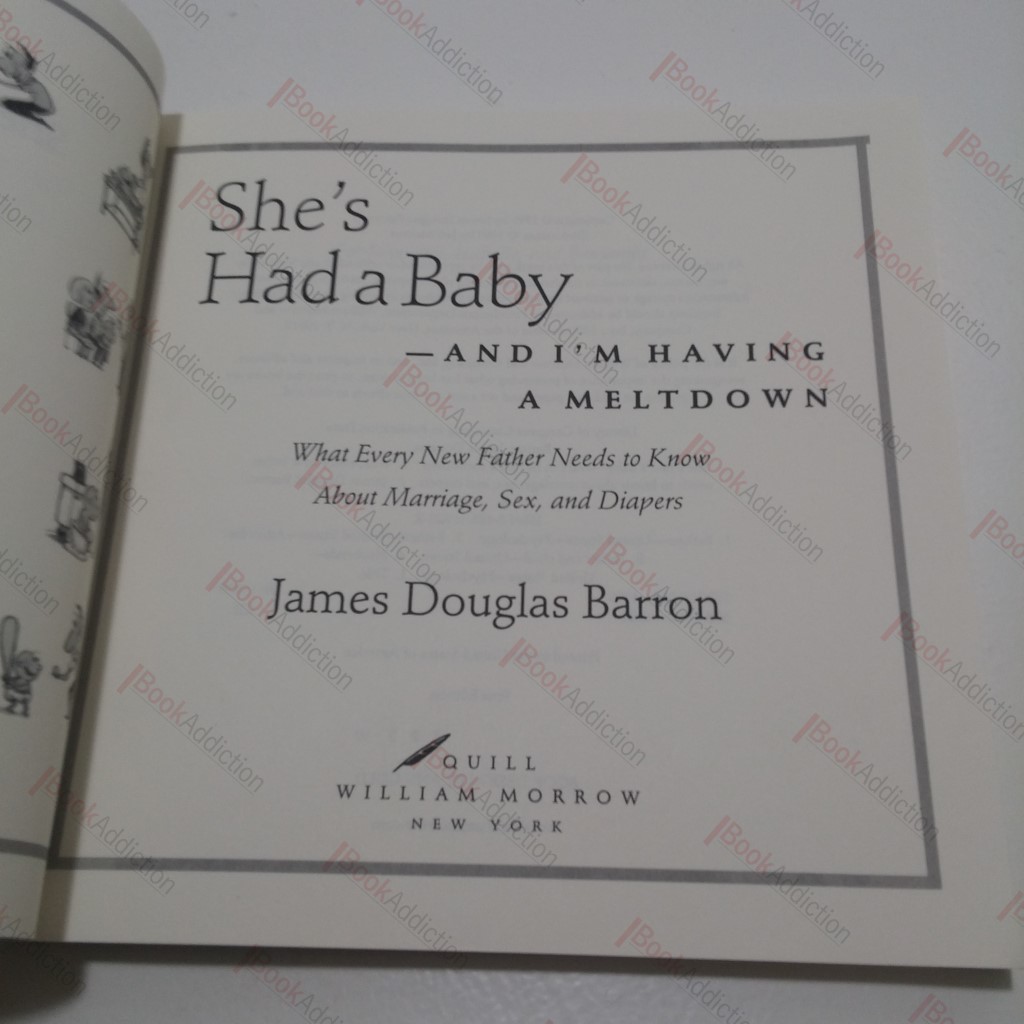 She's
Had a Baby
—AND I'M HAVING
A MELTDOWN
What Every New Father Needs to Know
About Marriage, Sex, and Diapers
James Douglas Barron
QUILL
WILLIAM MORROW
NEW YORK
BookAddiction